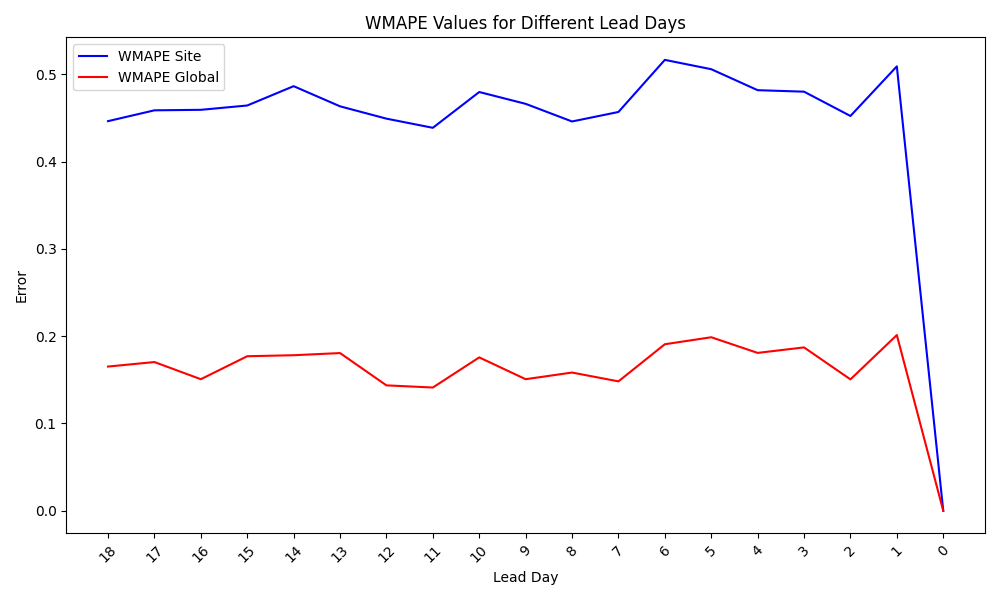 WMAPE Values for Different Lead Days
WMAPE Site
WMAPE Global
Error
0.5
0.4
0.3
0.2
0.1
0.0
18 17 16 15 14 13 12 11 10 9 8 7 6 5 4 3 2 1 0
Lead Day